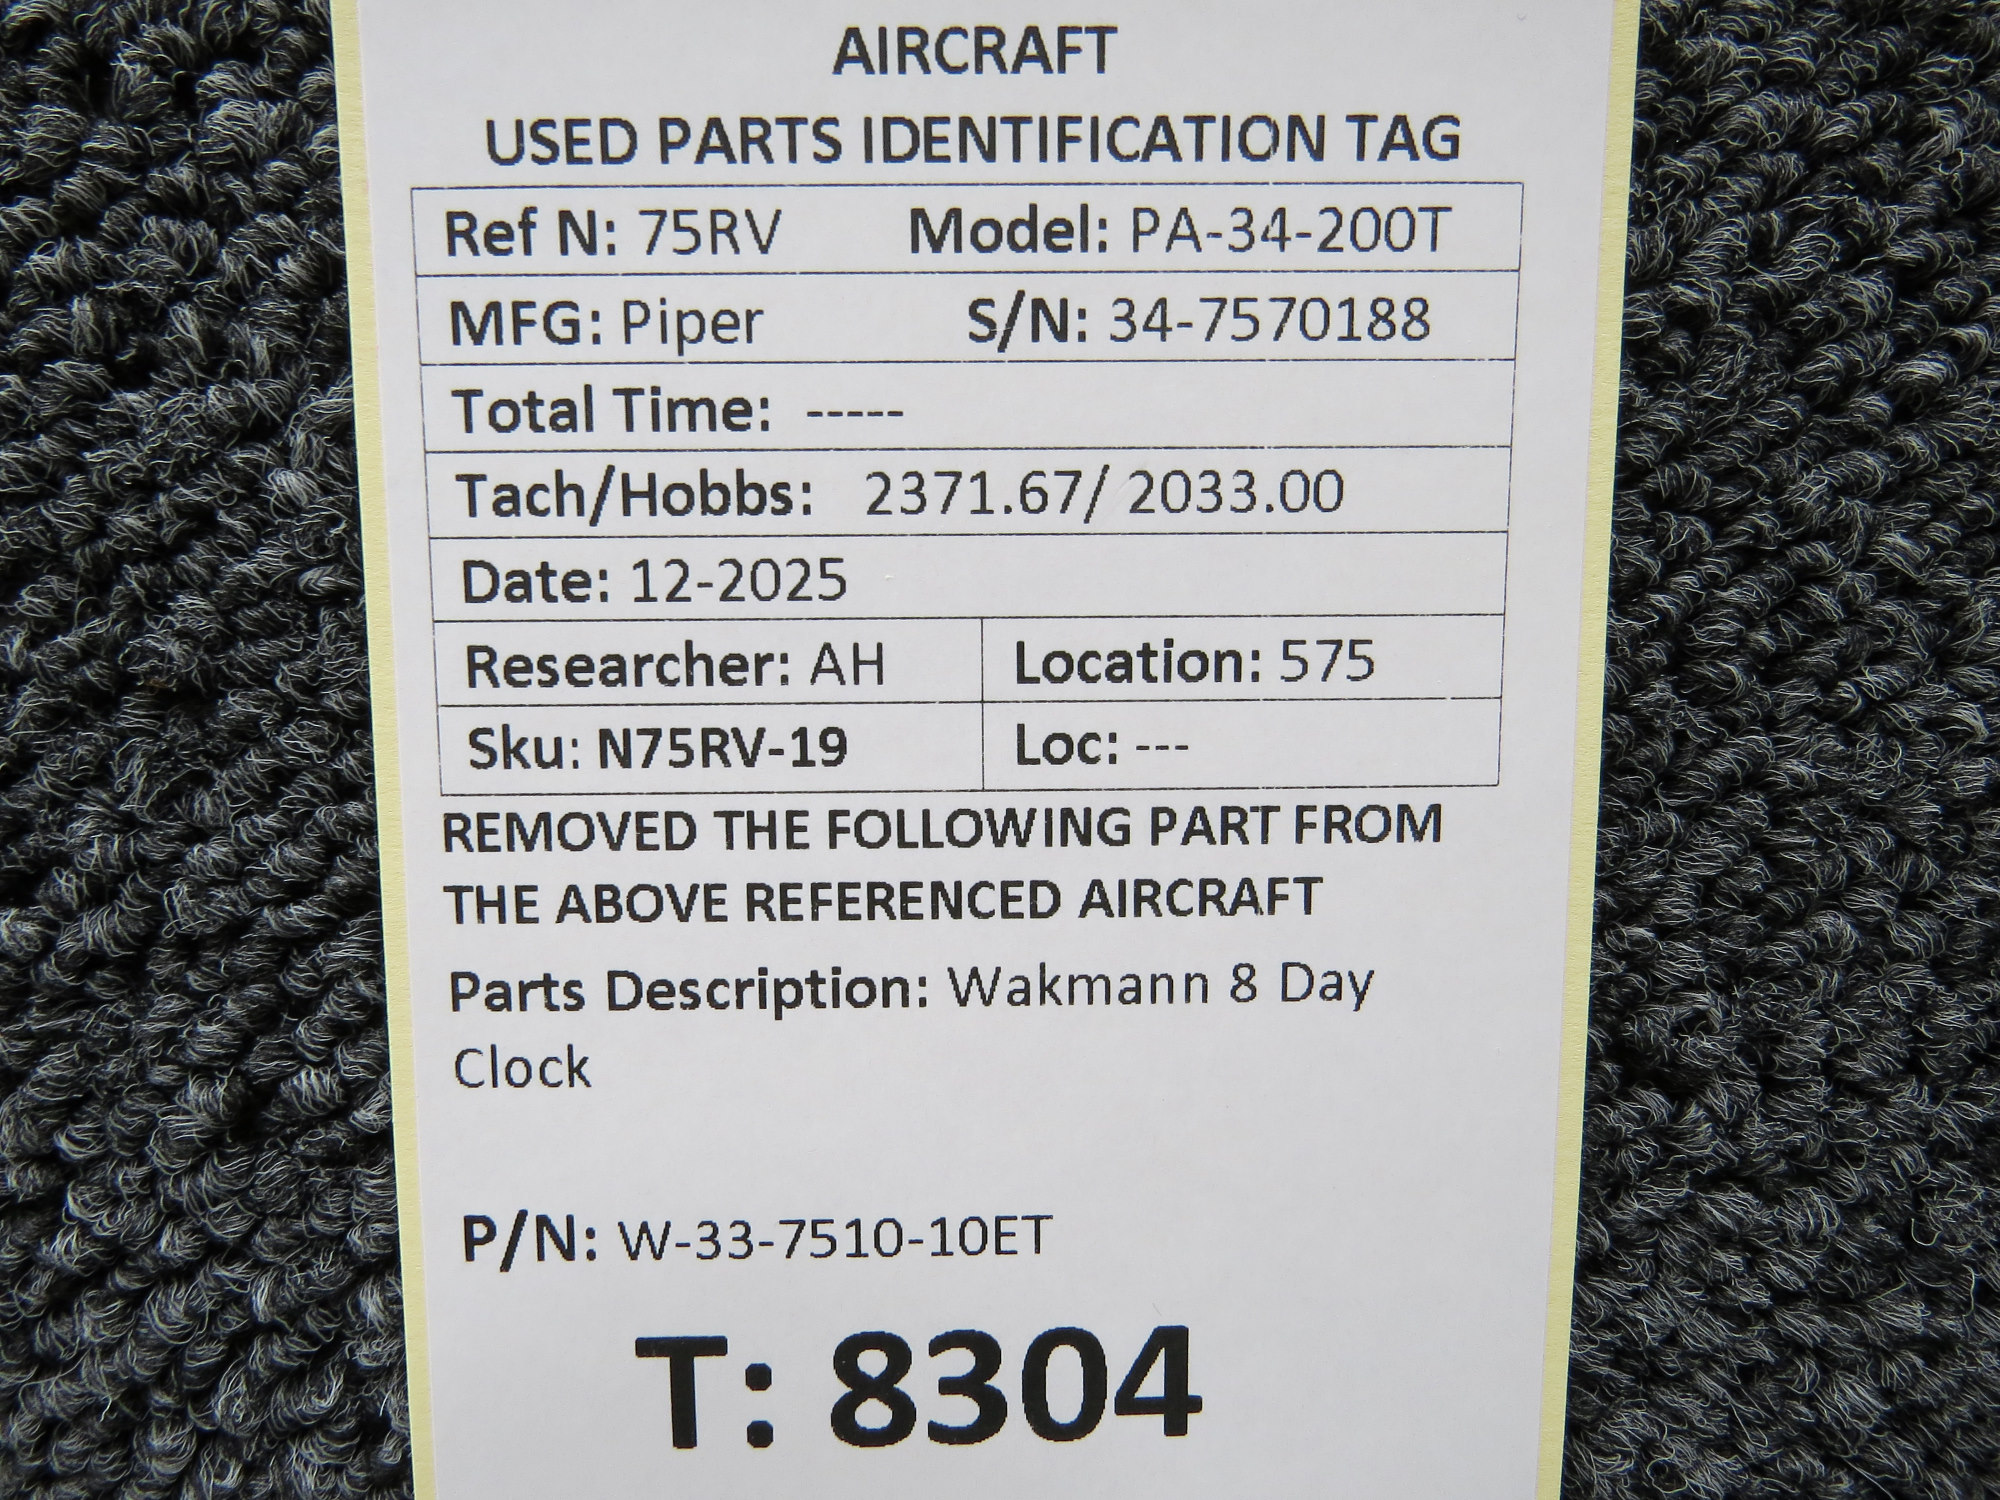 AIRCRAFT
USED PARTS IDENTIFICATION TAG
Ref N: 75RV Model: PA-34-200T
MFG: Piper S/N: 34-7570188
Total Time: -----
Tach/Hobbs: 2371.67/ 2033.00
Date: 12-2025
Researcher: AH Location: 575
Sku: N75RV-19 Loc: ---
REMOVED THE FOLLOWING PART FROM
THE ABOVE REFERENCED AIRCRAFT
Parts Description: Wakmann 8 Day
Clock
P/N: W-33-7510-10ET
T: 8304